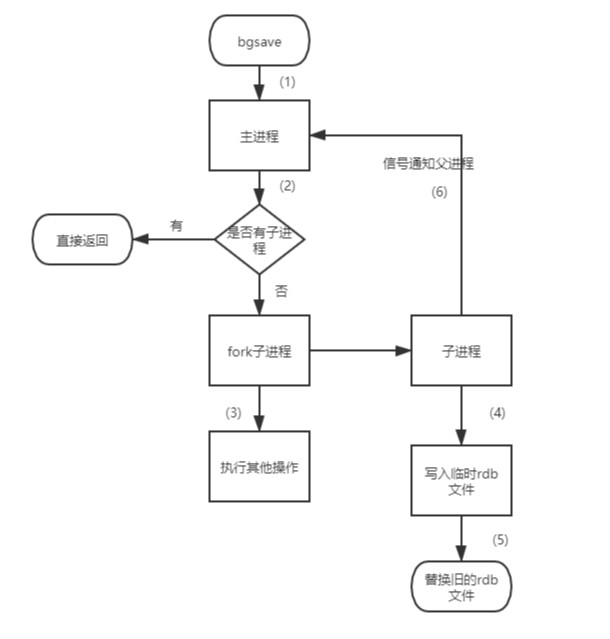 bgsave
(1)
主进程
信号通知父进程
(2)
(6)
有
是否有子进
程
直接返回
否
fork子进程
子进程
(3)
(4)
执行其他操作
写入临时rdb
文件
(5)
替换旧的rdb
文件